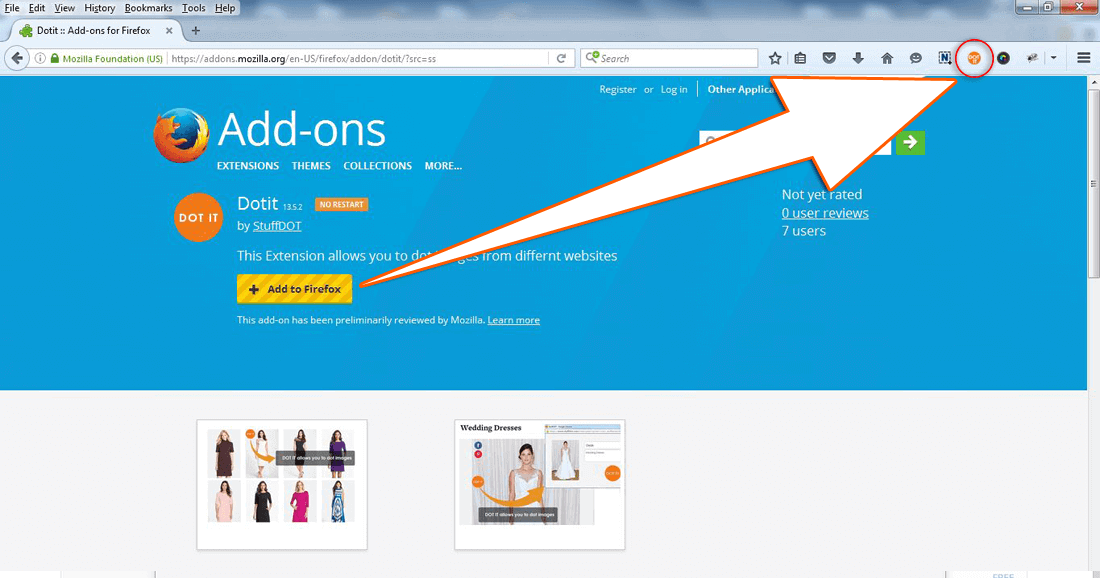 File Edit View History Bookmarks Tools Help
Dotit :: Add-ons for Firefox
Mozilla Foundation (US) https://addons.mozilla.org/en-US/firefox/addon/dotit/?src=ss Search
DOT IT
Register or Log in Other Applica
Add-ons
EXTENSIONS THEMES COLLECTIONS MORE...
DOT IT
Dotit 13.5.2 NO RESTART
by StuffDOT
Not yet rated
0 user reviews
7 users
This Extension allows you to dot images from differnt websites
Add to Firefox
This add-on has been preliminarily reviewed by Mozilla. Learn more
DOT IT allows you to dot images
Wedding Dresses
DOT IT allows you to dot images
FREE